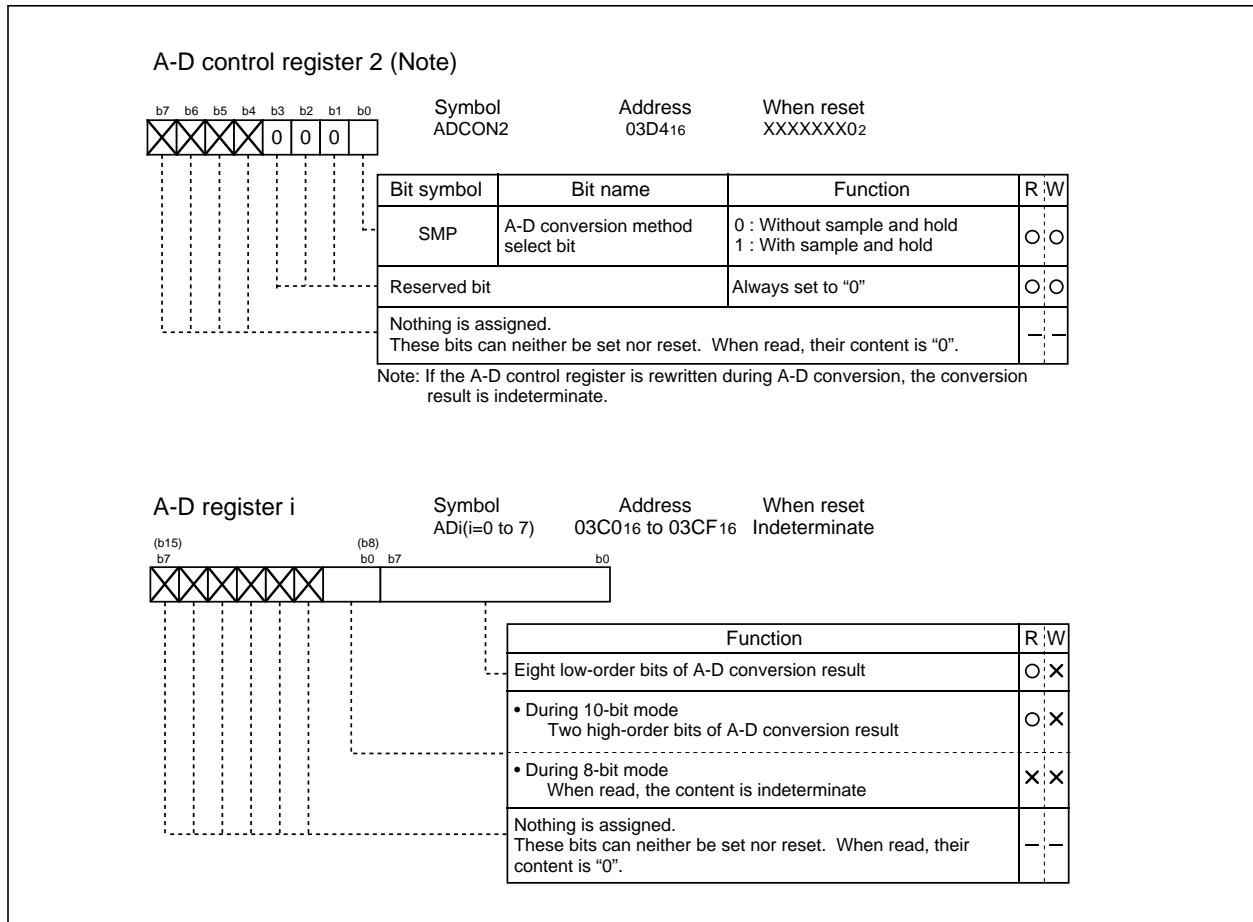 A-D control register 2 (Note)
Symbol Address When reset
b7 b6 b5 b4 b3 b2 b1 b0
ADCON2 03D416 XXXXXXX02
0 0 0
Bit symbol Bit name Function R W
SMP A-D conversion method select bit 0 : Without sample and hold
1 : With sample and hold
Reserved bit Always set to “0”
Nothing is assigned.
These bits can neither be set nor reset. When read, their content is “0”.
Note: If the A-D control register is rewritten during A-D conversion, the conversion
result is indeterminate.
A-D register i
Symbol Address When reset
ADi(i=0 to 7) 03C016 to 03CF16 Indeterminate
(b15) (b8)
b7 b0 b7 b0
Function R W
Eight low-order bits of A-D conversion result
• During 10-bit mode
Two high-order bits of A-D conversion result
• During 8-bit mode
When read, the content is indeterminate
Nothing is assigned.
These bits can neither be set nor reset. When read, their
content is “0”.